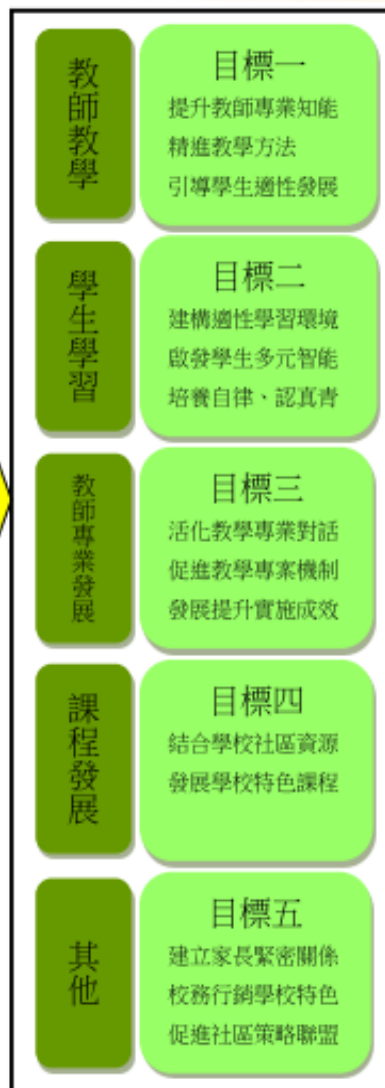 教師教學
目標一
提升教師專業知能
精進教學方法
引導學生適性發展
學生學習
目標二
建構適性學習環境
啟發學生多元智能
培養自律、認真青
教師專業發展
目標三
活化教學專業對話
促進教學專案機制
發展提升實施成效
課程發展
目標四
結合學校社區資源
發展學校特色課程
其他
目標五
建立家長緊密關係
校務行銷學校特色
促進社區策略聯盟